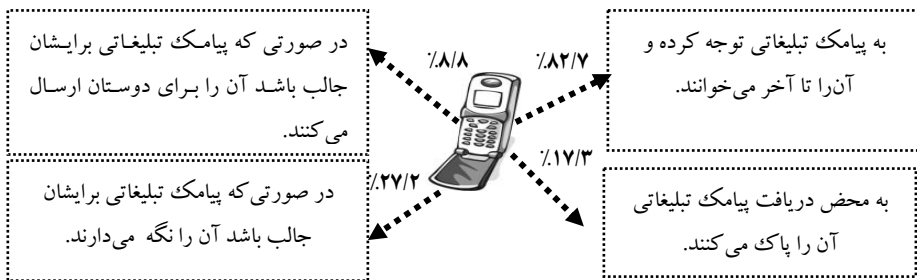 به پیامک تبلیغاتی توجه کرده و
آن‌را تا آخر می‌خوانند.
٪۸۲/۷
٪۸/۸
در صورتی که پیامک تبلیغاتی برایشان
جالب باشد آن را برای دوستان ارسال
می‌کنند.
به محض دریافت پیامک تبلیغاتی
آن را پاک می‌کنند.
٪۱۷/۳
٪۲۷/۲
در صورتی‌که پیامک تبلیغاتی برایشان
جالب باشد آن را نگه می‌دارند.